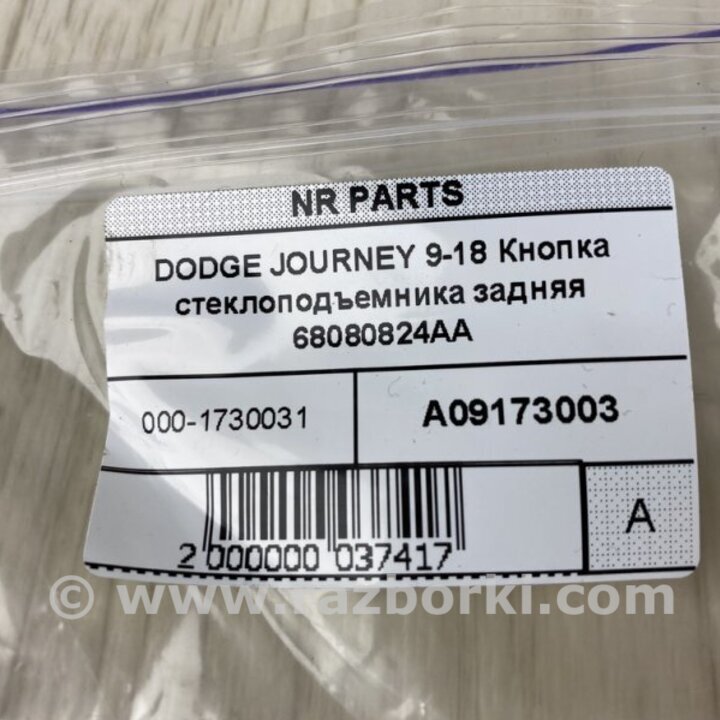 NR PARTS
DODGE JOURNEY 9-18 Кнопка
стеклоподъемника задняя
68080824AA
000-1730031
A09173003
2 000000 037417
A
© www.razborki.com